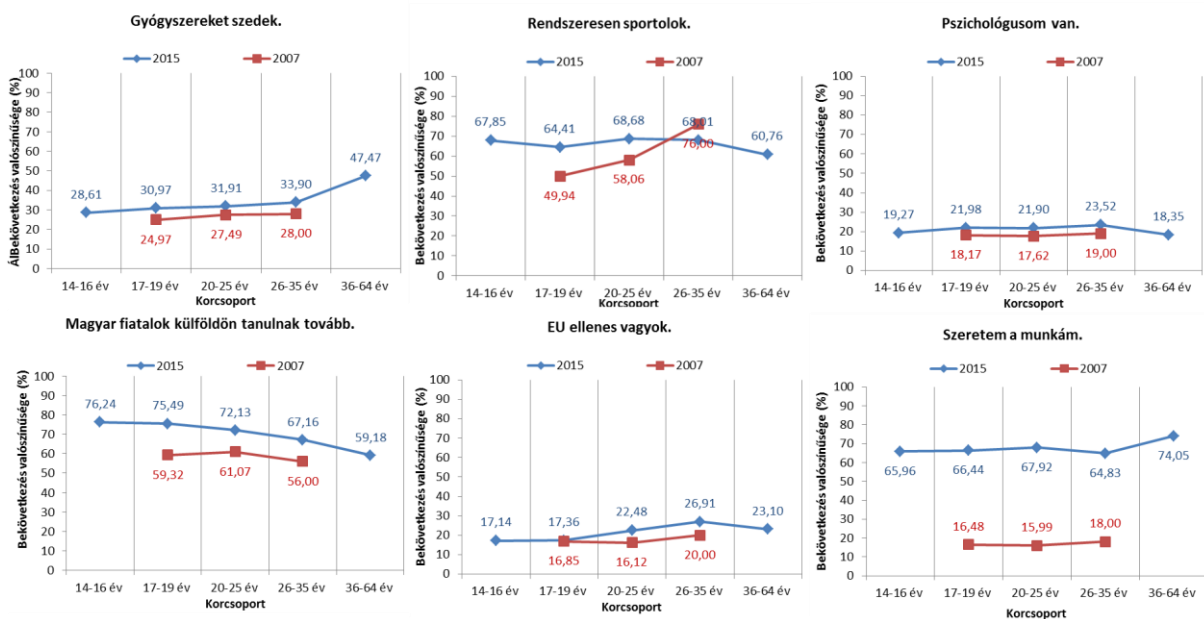 Gyógyszereket szedek.
2015 2007
ÁlBekövetkezés valószínűsége (%)
100
90
80
70
60
50
40
30
20
10
0
28,61 30,97 31,91 33,90 47,47
24,97 27,49 28,00
14-16 év 17-19 év 20-25 év 26-35 év 36-64 év
Korcsoport
Rendszeresen sportolok.
2015 2007
Bekövetkezés valószínűsége (%)
100
90
80
70
60
50
40
30
20
10
0
67,85 64,41 68,68 68,01 60,76
49,94 58,06 76,00
14-16 év 17-19 év 20-25 év 26-35 év 36-64 év
Korcsoport
Pszichológusom van.
2015 2007
Bekövetkezés valószínűsége (%)
100
90
80
70
60
50
40
30
20
10
0
19,27 21,98 21,90 23,52 18,35
18,17 17,62 19,00
14-16 év 17-19 év 20-25 év 26-35 év 36-64 év
Korcsoport
Magyar fiatalok külföldön tanulnak tovább.
2015 2007
Bekövetkezés valószínűsége (%)
100
90
80
70
60
50
40
30
20
10
0
76,24 75,49 72,13 67,16 59,18
59,32 61,07 56,00
14-16 év 17-19 év 20-25 év 26-35 év 36-64 év
Korcsoport
EU ellenes vagyok.
2015 2007
Bekövetkezés valószínűsége (%)
100
90
80
70
60
50
40
30
20
10
0
17,14 17,36 22,48 26,91 23,10
16,85 16,12 20,00
14-16 év 17-19 év 20-25 év 26-35 év 36-64 év
Korcsoport
Szeretem a munkám.
2015 2007
Bekövetkezés valószínűsége (%)
100
90
80
70
60
50
40
30
20
10
0
65,96 66,44 67,92 64,83 74,05
16,48 15,99 18,00
14-16 év 17-19 év 20-25 év 26-35 év 36-64 év
Korcsoport